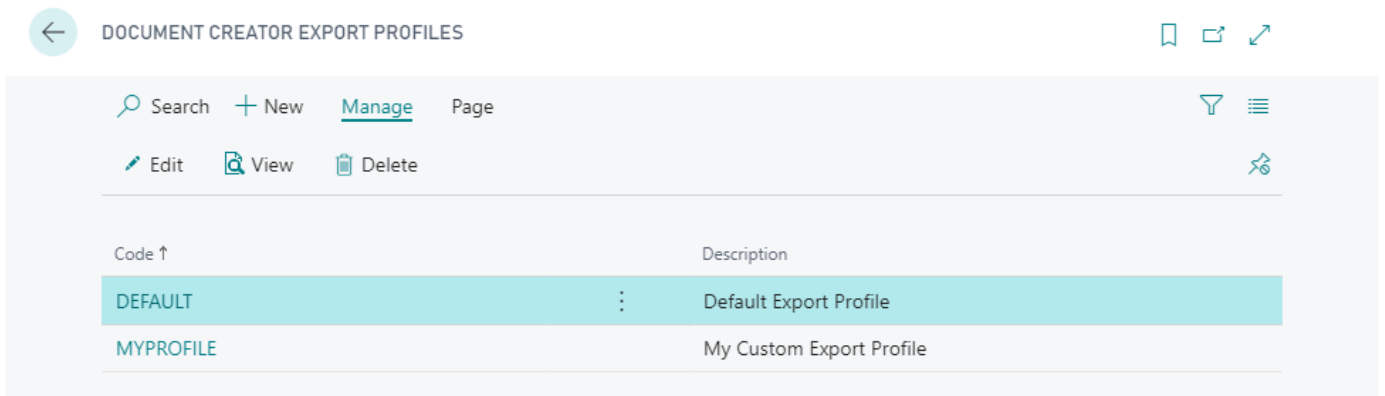 DOCUMENT CREATOR EXPORT PROFILES
Search New Manage Page
Edit View Delete
Code ↑ Description
DEFAULT Default Export Profile
MYPROFILE My Custom Export Profile